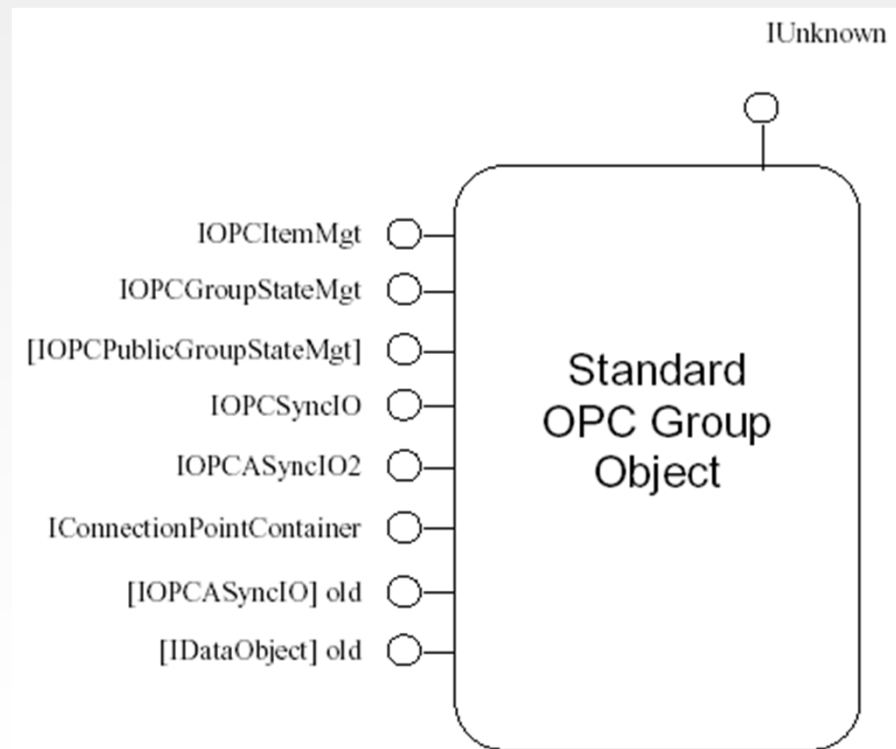 IUnknown
IOPCItemMgt
IOPCGroupStateMgt
[IOPCPublicGroupStateMgt]
IOPCSyncIO
IOPCASyncIO2
IConnectionPointContainer
[IOPCASyncIO] old
[IDataObject] old
Standard
OPC Group
Object